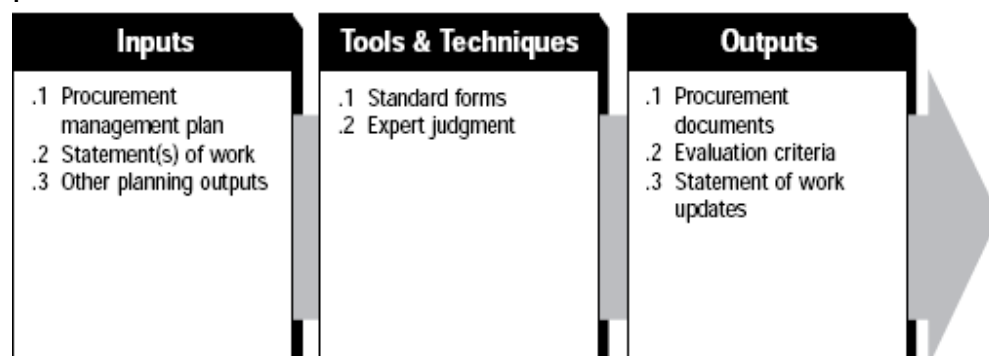 Inputs
.1 Procurement
management plan
.2 Statement(s) of work
.3 Other planning outputs
Tools & Techniques
.1 Standard forms
.2 Expert judgment
Outputs
.1 Procurement
documents
.2 Evaluation criteria
.3 Statement of work
updates